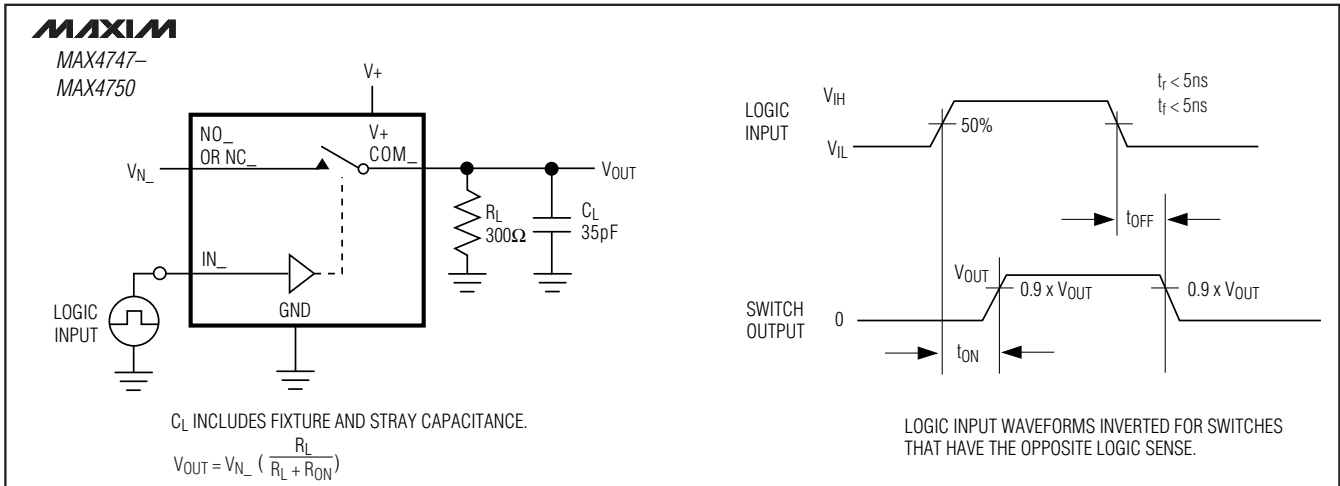 MAXIM
MAX4747–
MAX4750
V+
NO_
OR NC_
V+
COM_
V_N_
V_OUT
R_L
300Ω
C_L
35pF
IN_
LOGIC
INPUT
GND
C_L INCLUDES FIXTURE AND STRAY CAPACITANCE.
V_OUT = V_N_ ( R_L / R_L + R_ON )
LOGIC
INPUT
V_IH
V_IL
50%
t_r < 5ns
t_f < 5ns
t_OFF
SWITCH
OUTPUT
V_OUT
0
0.9 x V_OUT
0.9 x V_OUT
t_ON
LOGIC INPUT WAVEFORMS INVERTED FOR SWITCHES
THAT HAVE THE OPPOSITE LOGIC SENSE.